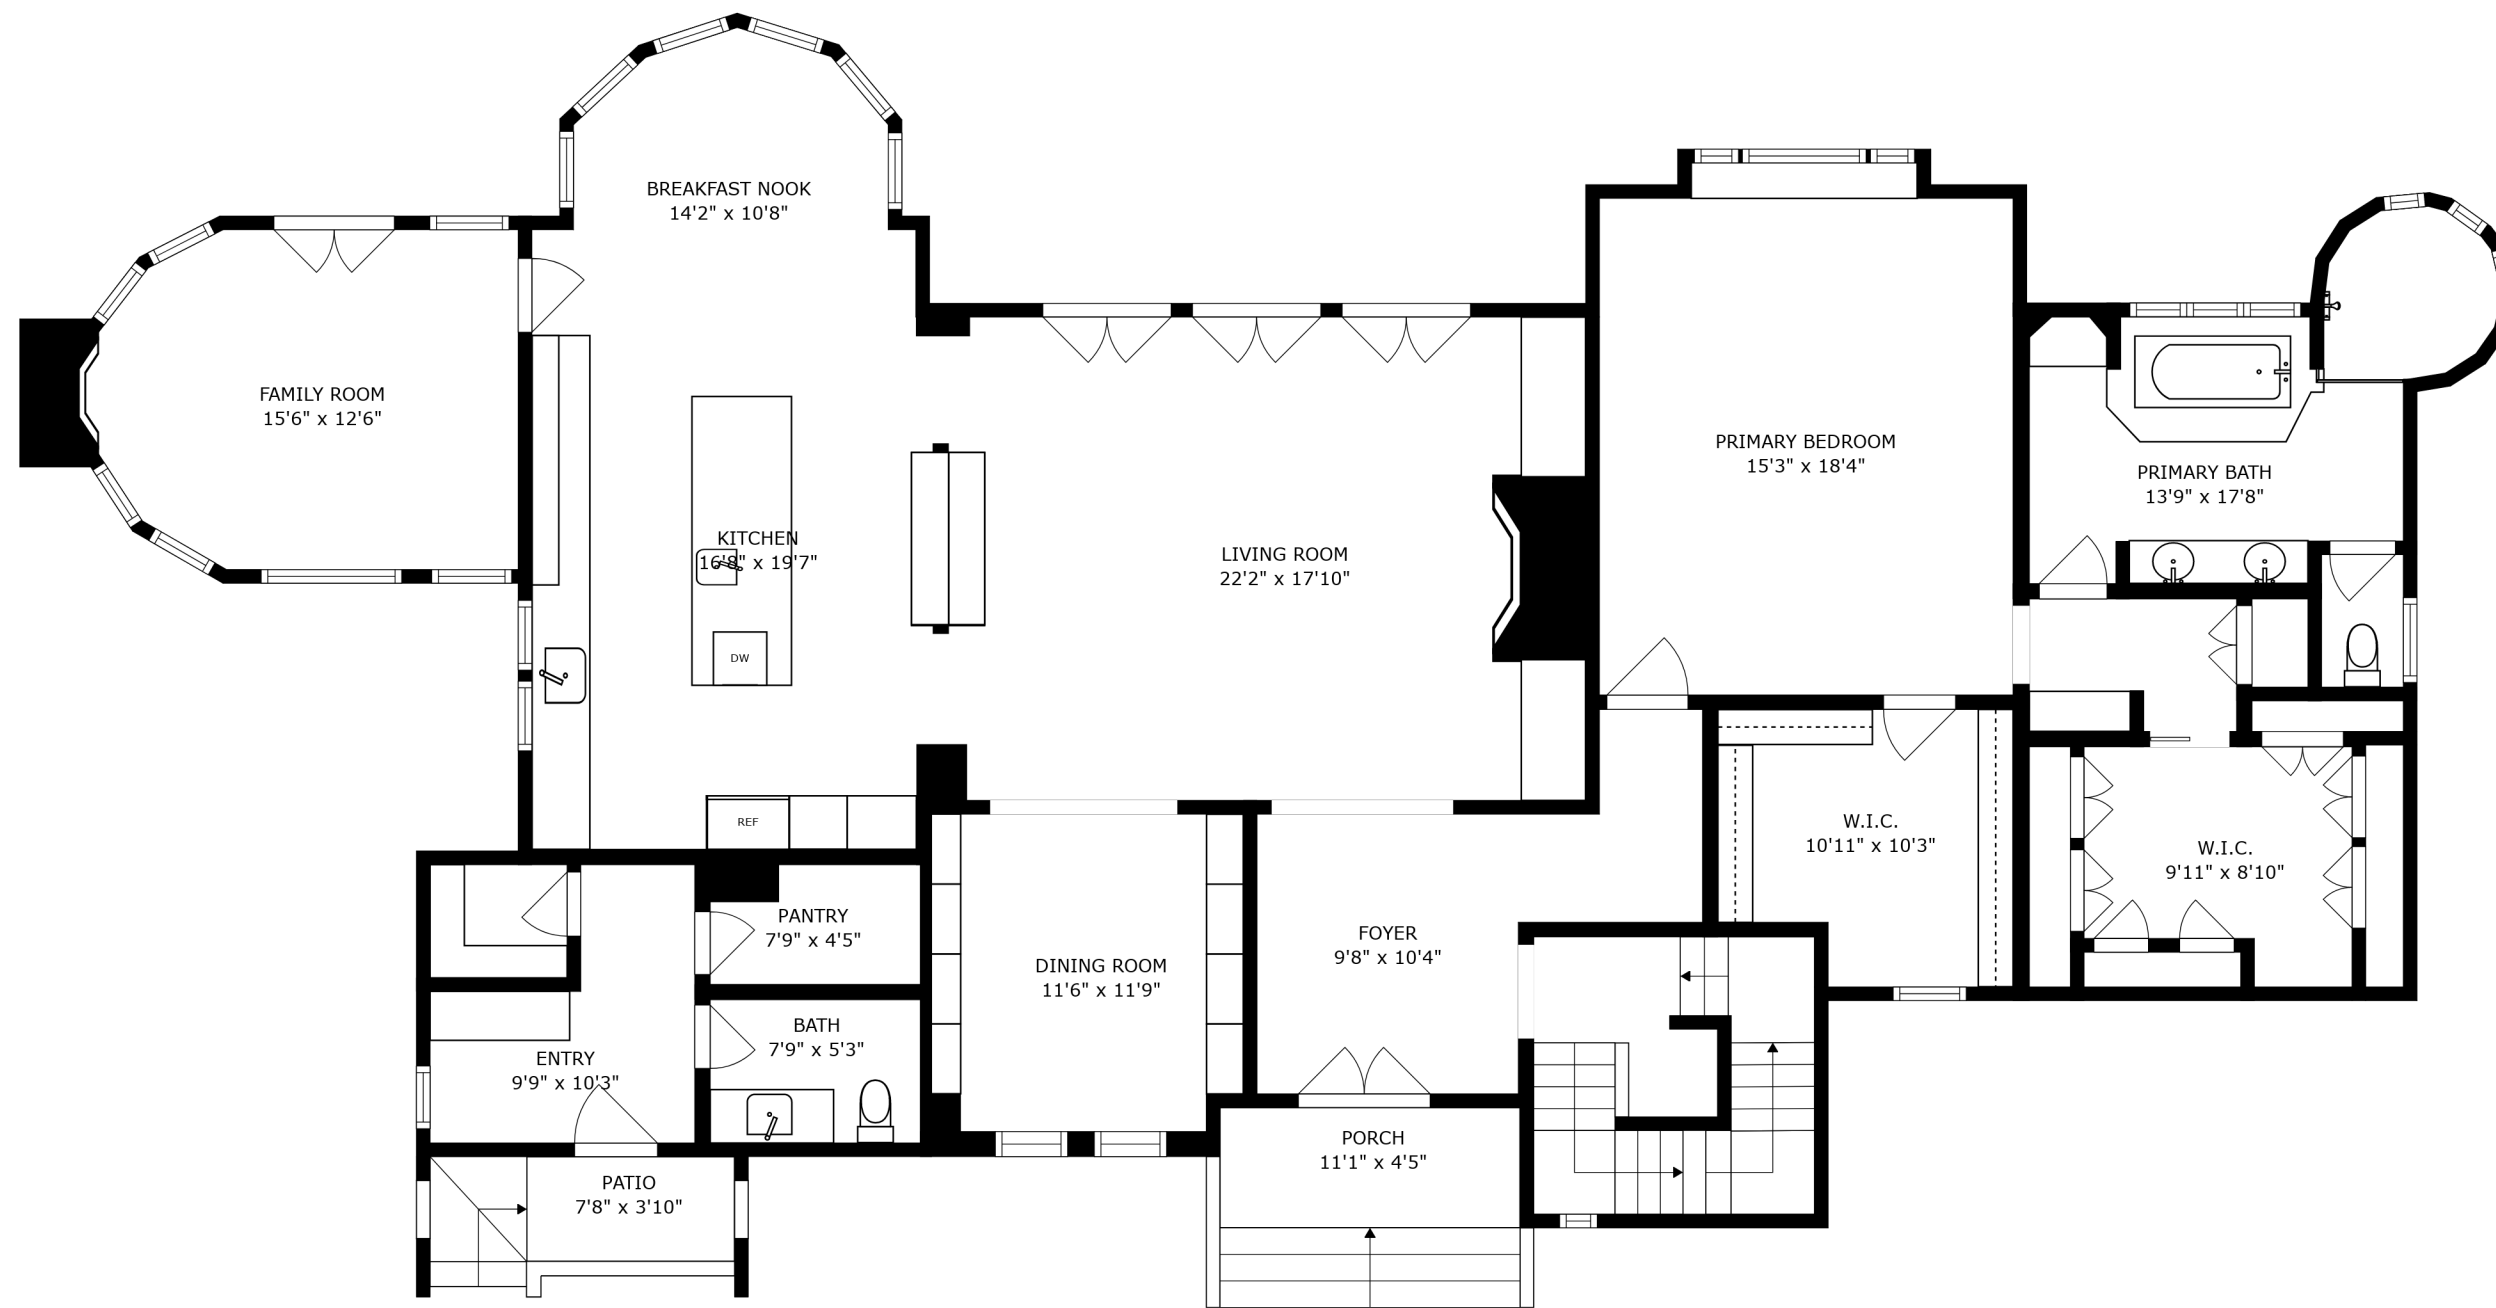 BREAKFAST NOOK
14'2" x 10'8"
FAMILY ROOM
15'6" x 12'6"
KITCHEN
16'8" x 19'7"
DW
REF
LIVING ROOM
22'2" x 17'10"
PRIMARY BEDROOM
15'3" x 18'4"
PRIMARY BATH
13'9" x 17'8"
W.I.C.
10'11" x 10'3"
W.I.C.
9'11" x 8'10"
PANTRY
7'9" x 4'5"
DINING ROOM
11'6" x 11'9"
FOYER
9'8" x 10'4"
BATH
7'9" x 5'3"
ENTRY
9'9" x 10'3"
PORCH
11'1" x 4'5"
PATIO
7'8" x 3'10"